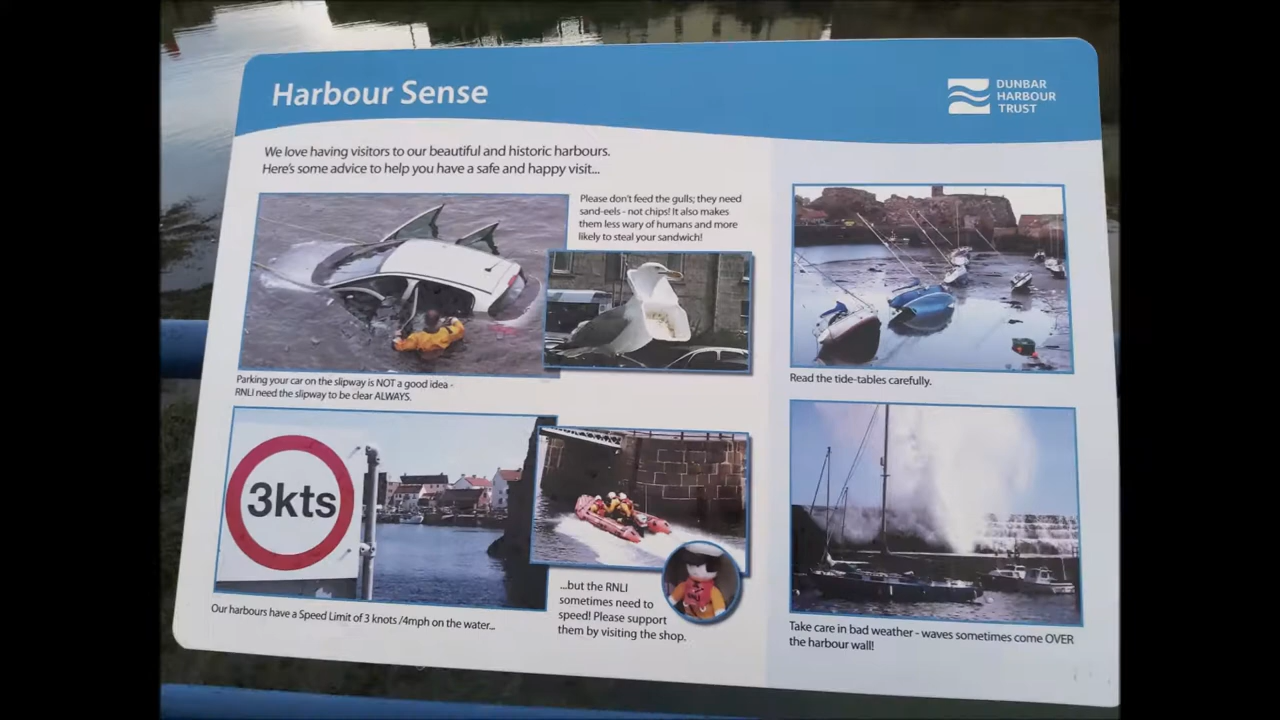 Harbour Sense
DUNBAR
HARBOUR
TRUST
We love having visitors to our beautiful and historic harbours.
Here's some advice to help you have a safe and happy visit...
Please don't feed the gulls; they need
sand-eels - not chips! It also makes
them less wary of humans and more
likely to steal your sandwich!
Parking your car on the slipway is NOT a good idea -
RNLI need the slipway to be clear ALWAYS.
3kts
Our harbours have a Speed Limit of 3 knots /4mph on the water...
...but the RNLI
sometimes need to
speed! Please support
them by visiting the shop.
Read the tide-tables carefully.
Take care in bad weather - waves sometimes come OVER
the harbour wall!